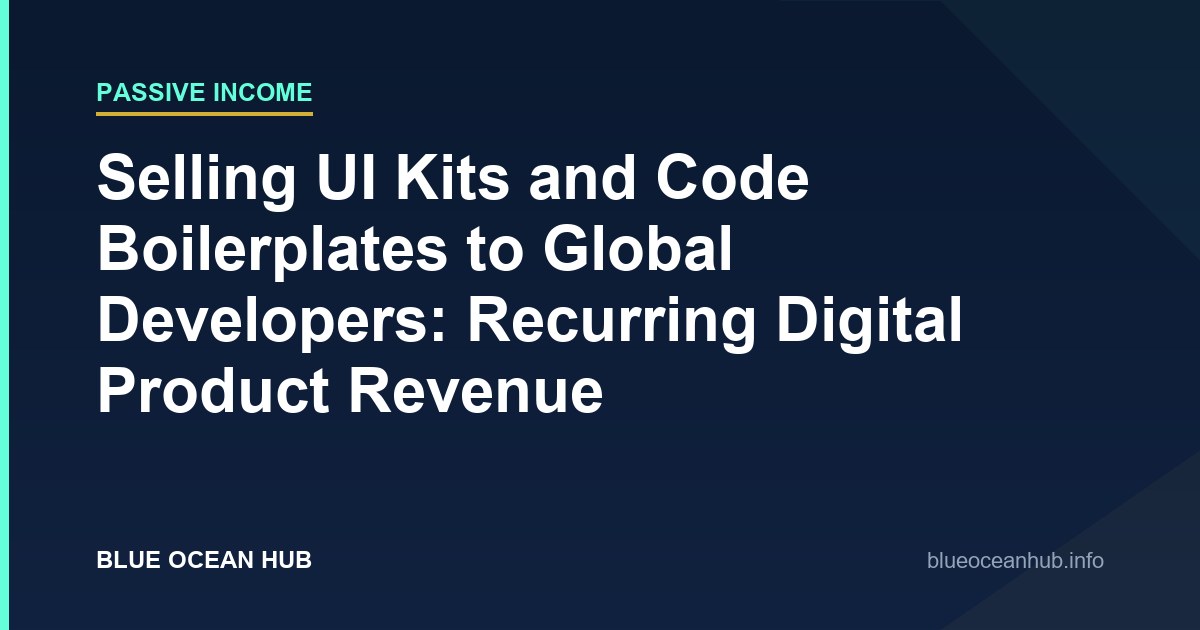 PASSIVE INCOME
Selling UI Kits and Code
Boilerplates to Global
Developers: Recurring Digital
Product Revenue
BLUE OCEAN HUB
blueoceanhub.info